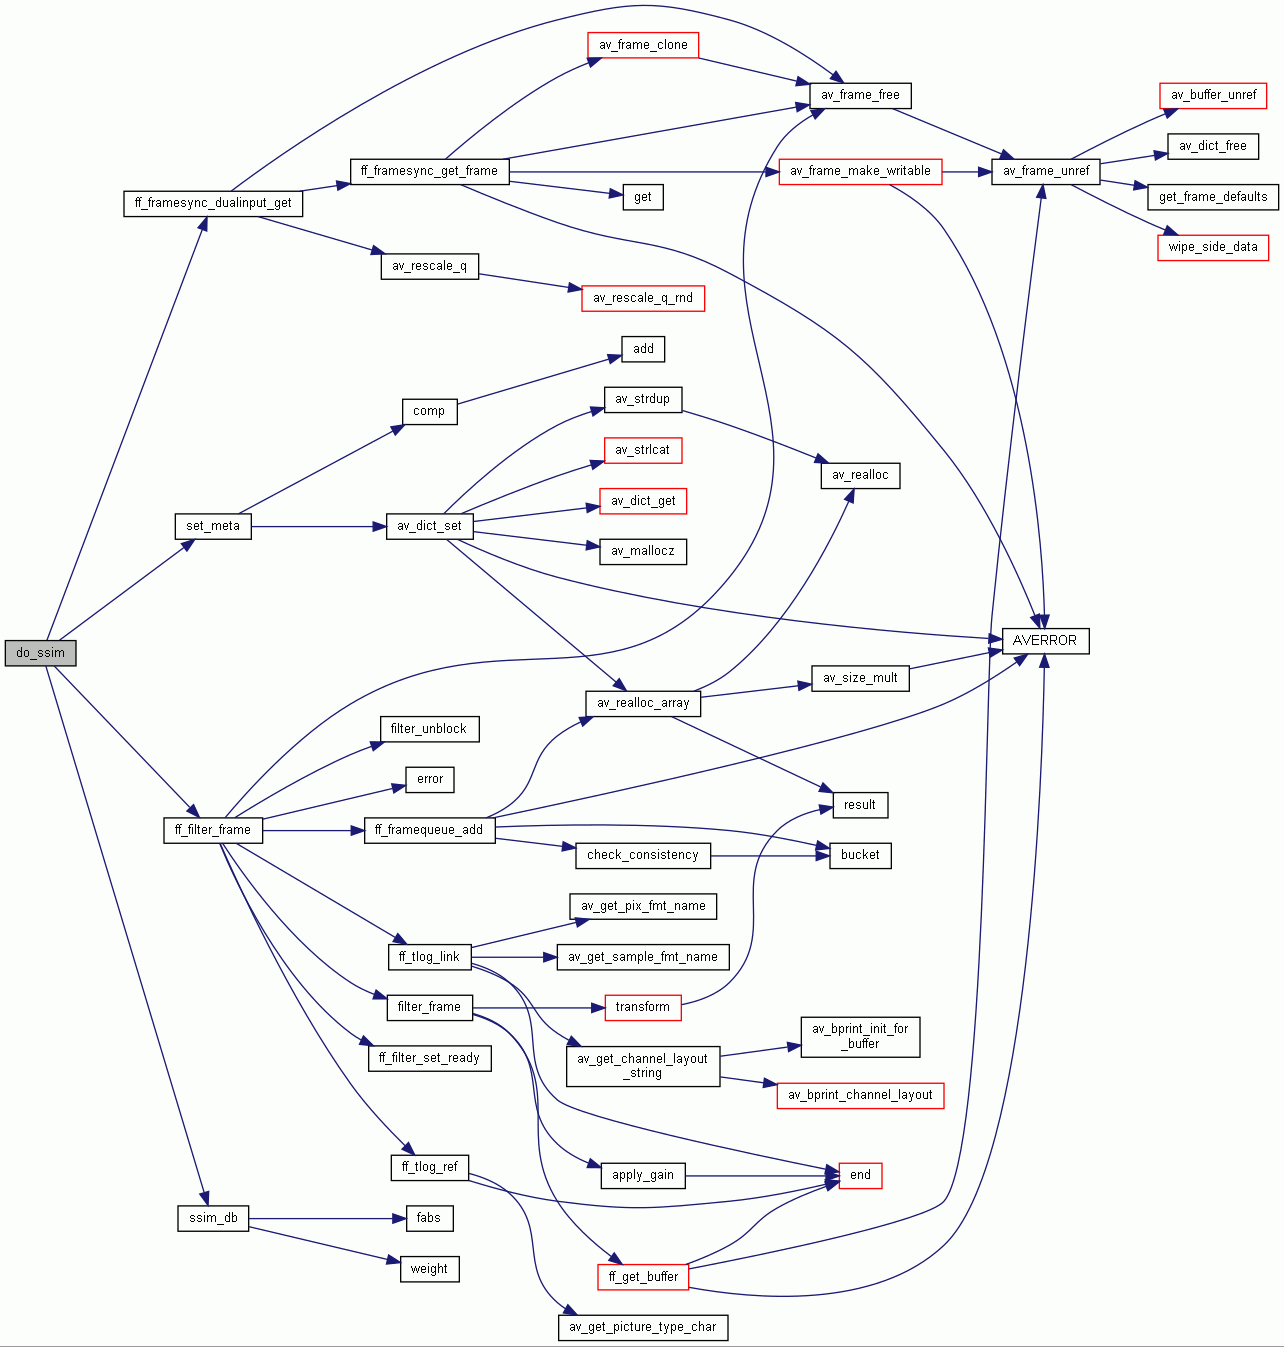 av_frame_clone
av_frame_free
av_buffer_unref
av_dict_free
ff_framesync_get_frame
av_frame_make_writable
av_frame_unref
get
get_frame_defaults
ff_framesync_dualinput_get
wipe_side_data
av_rescale_q
av_rescale_q_rnd
add
comp
av_strdup
av_strlcat
av_realloc
av_dict_get
set_meta
av_dict_set
av_mallocz
do_ssim
AVERROR
av_size_mult
av_realloc_array
filter_unblock
error
result
ff_filter_frame
ff_framequeue_add
check_consistency
bucket
av_get_pix_fmt_name
ff_tlog_link
av_get_sample_fmt_name
filter_frame
transform
av_bprint_init_for
_buffer
ff_filter_set_ready
av_get_channel_layout
_string
av_bprint_channel_layout
ff_tlog_ref
apply_gain
end
ssim_db
fabs
weight
ff_get_buffer
av_get_picture_type_char